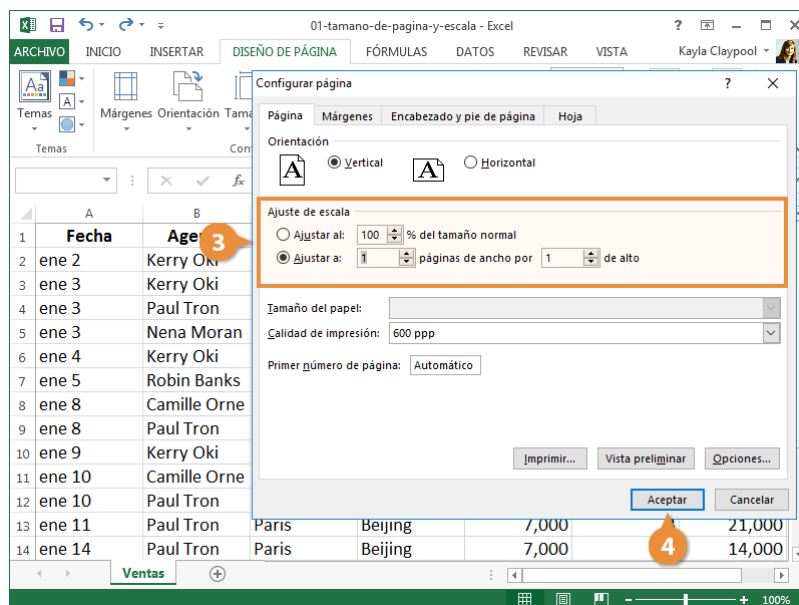 01-tamano-de-pagina-y-escala - Excel
ARCHIVO INICIO INSERTAR DISEÑO DE PÁGINA FÓRMULAS DATOS REVISAR VISTA Kayla Claypool
Temas Márgenes Orientación Tama
Temas Con
Configurar página
Página Márgenes Encabezado y pie de página Hoja
Orientación
Vertical Horizontal
Ajuste de escala
Ajustar al: 100 % del tamaño normal
Ajustar a: 1 páginas de ancho por 1 de alto
Tamaño del papel:
Calidad de impresión: 600 ppp
Primer número de página: Automático
Imprimir... Vista preliminar Opciones...
Aceptar Cancelar
3
4
fx
A B
1 Fecha Age
2 ene 2 Kerry Oki
3 ene 3 Kerry Oki
4 ene 3 Paul Tron
5 ene 3 Nena Moran
6 ene 4 Kerry Oki
7 ene 5 Robin Banks
8 ene 8 Camille Orne
9 ene 8 Paul Tron
10 ene 9 Kerry Oki
11 ene 10 Camille Orne
12 ene 10 Paul Tron
13 ene 11 Paul Tron Paris Beijing 7,000 21,000
14 ene 14 Paul Tron Paris Beijing 7,000 14,000
Ventas
100%